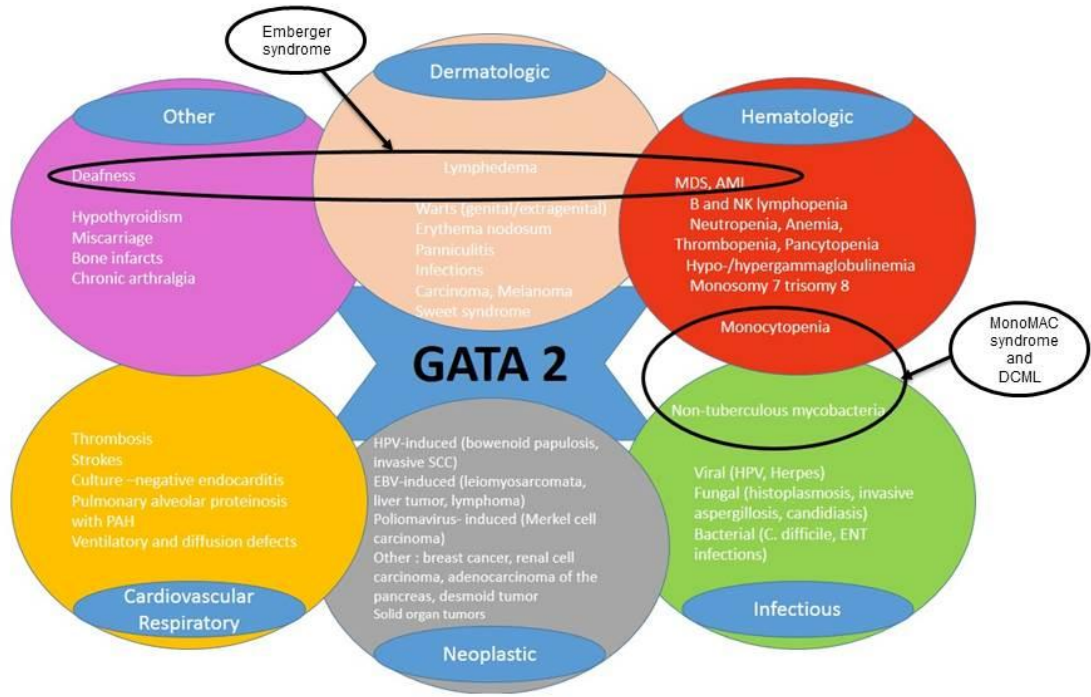 Emberger
syndrome
Dermatologic
Other
Hematologic
Deafness
Hypothyroidism
Miscarriage
Bone infarcts
Chronic arthralgia
Lymphedema
Warts (genital/extragenital)
Erythema nodosum
Panniculitis
Infections
Carcinoma, Melanoma
Sweet syndrome
MDS, AML
B and NK lymphopenia
Neutropenia, Anemia,
Thrombopenia, Pancytopenia
Hypo-/hypergammaglobulinemia
Monosomy 7 trisomy 8
Monocytopenia
MonoMAC
syndrome
and
DCML
GATA 2
Thrombosis
Strokes
Culture –negative endocarditis
Pulmonary alveolar proteinosis
with PAH
Ventilatory and diffusion defects
Cardiovascular
Respiratory
HPV-induced (bowenoid papulosis,
invasive SCC)
EBV-induced (leiomyosarcomata,
liver tumor, lymphoma)
Poliomavirus- induced (Merkel cell
carcinoma)
Other : breast cancer, renal cell
carcinoma, adenocarcinoma of the
pancreas, desmoid tumor
Solid organ tumors
Neoplastic
Non-tuberculous mycobacteria
Viral (HPV, Herpes)
Fungal (histoplasmosis, invasive
aspergillosis, candidiasis)
Bacterial (C. difficile, ENT
infections)
Infectious